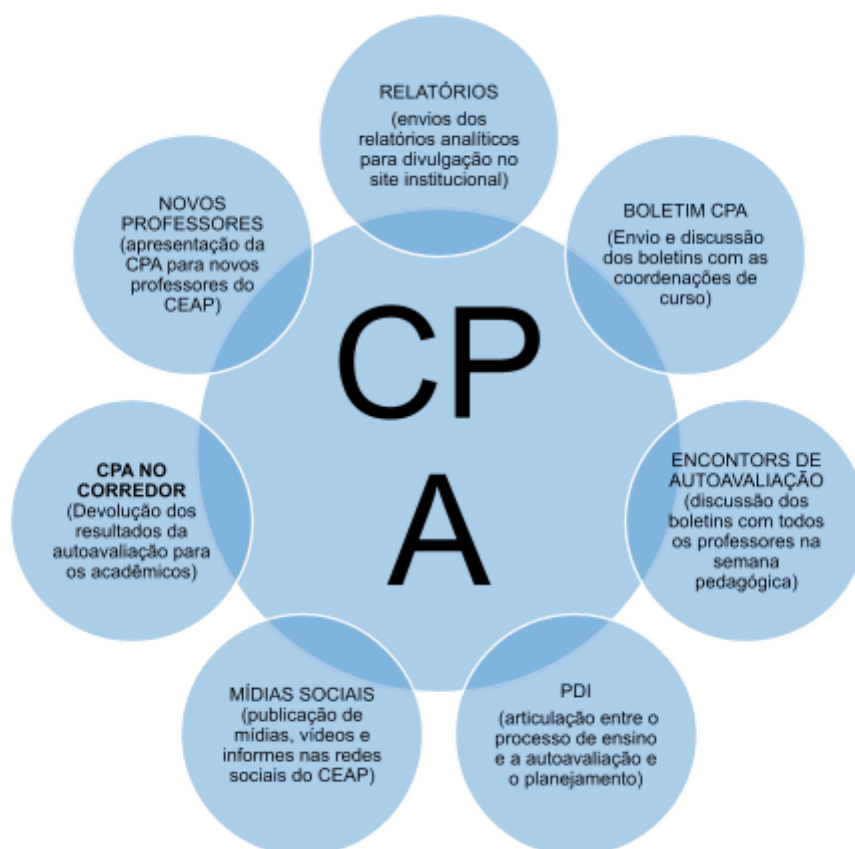 RELATÓRIOS
(envios dos
relatórios analíticos
para divulgação no
site institucional)
BOLETIM CPA
(Envio e discussão
dos boletins com as
coordenações de
curso)
ENCONTORS DE
AUTOAVALIAÇÃO
(discussão dos
boletins com todos
os professores na
semana
pedagógica)
PDI
(articulação entre o
processo de ensino
e a autoavaliação e
o planejamento)
MÍDIAS SOCIAIS
(publicação de
mídias, vídeos e
informes nas redes
sociais do CEAP)
CPA NO
CORREDOR
(Devolução dos
resultados da
autoavaliação para
os acadêmicos)
NOVOS
PROFESSORES
(apresentação da
CPA para novos
professores do
CEAP)
CP
A